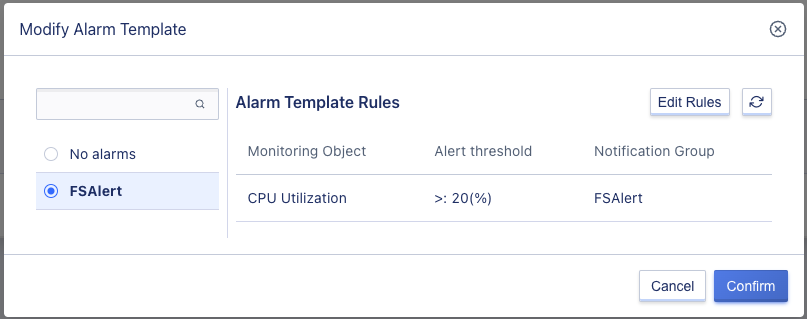 Modify Alarm Template
Alarm Template Rules
Edit Rules
No alarms
FSAlert
Monitoring Object Alert threshold Notification Group
CPU Utilization >: 20(%) FSAlert
Cancel Confirm